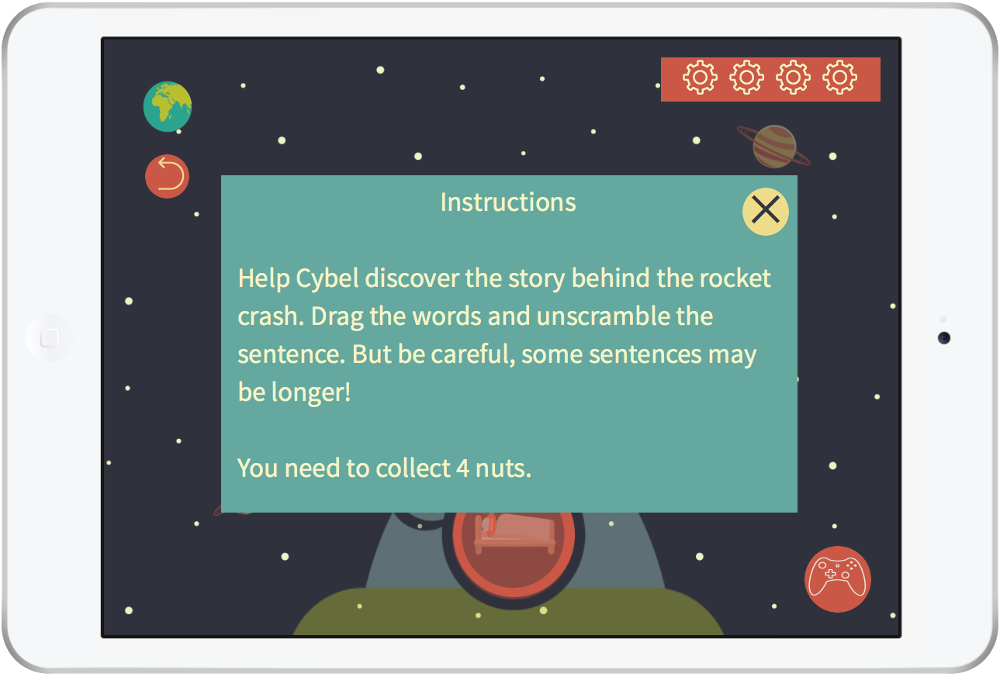 Instructions
Help Cybel discover the story behind the rocket
crash. Drag the words and unscramble the
sentence. But be careful, some sentences may
be longer!
You need to collect 4 nuts.